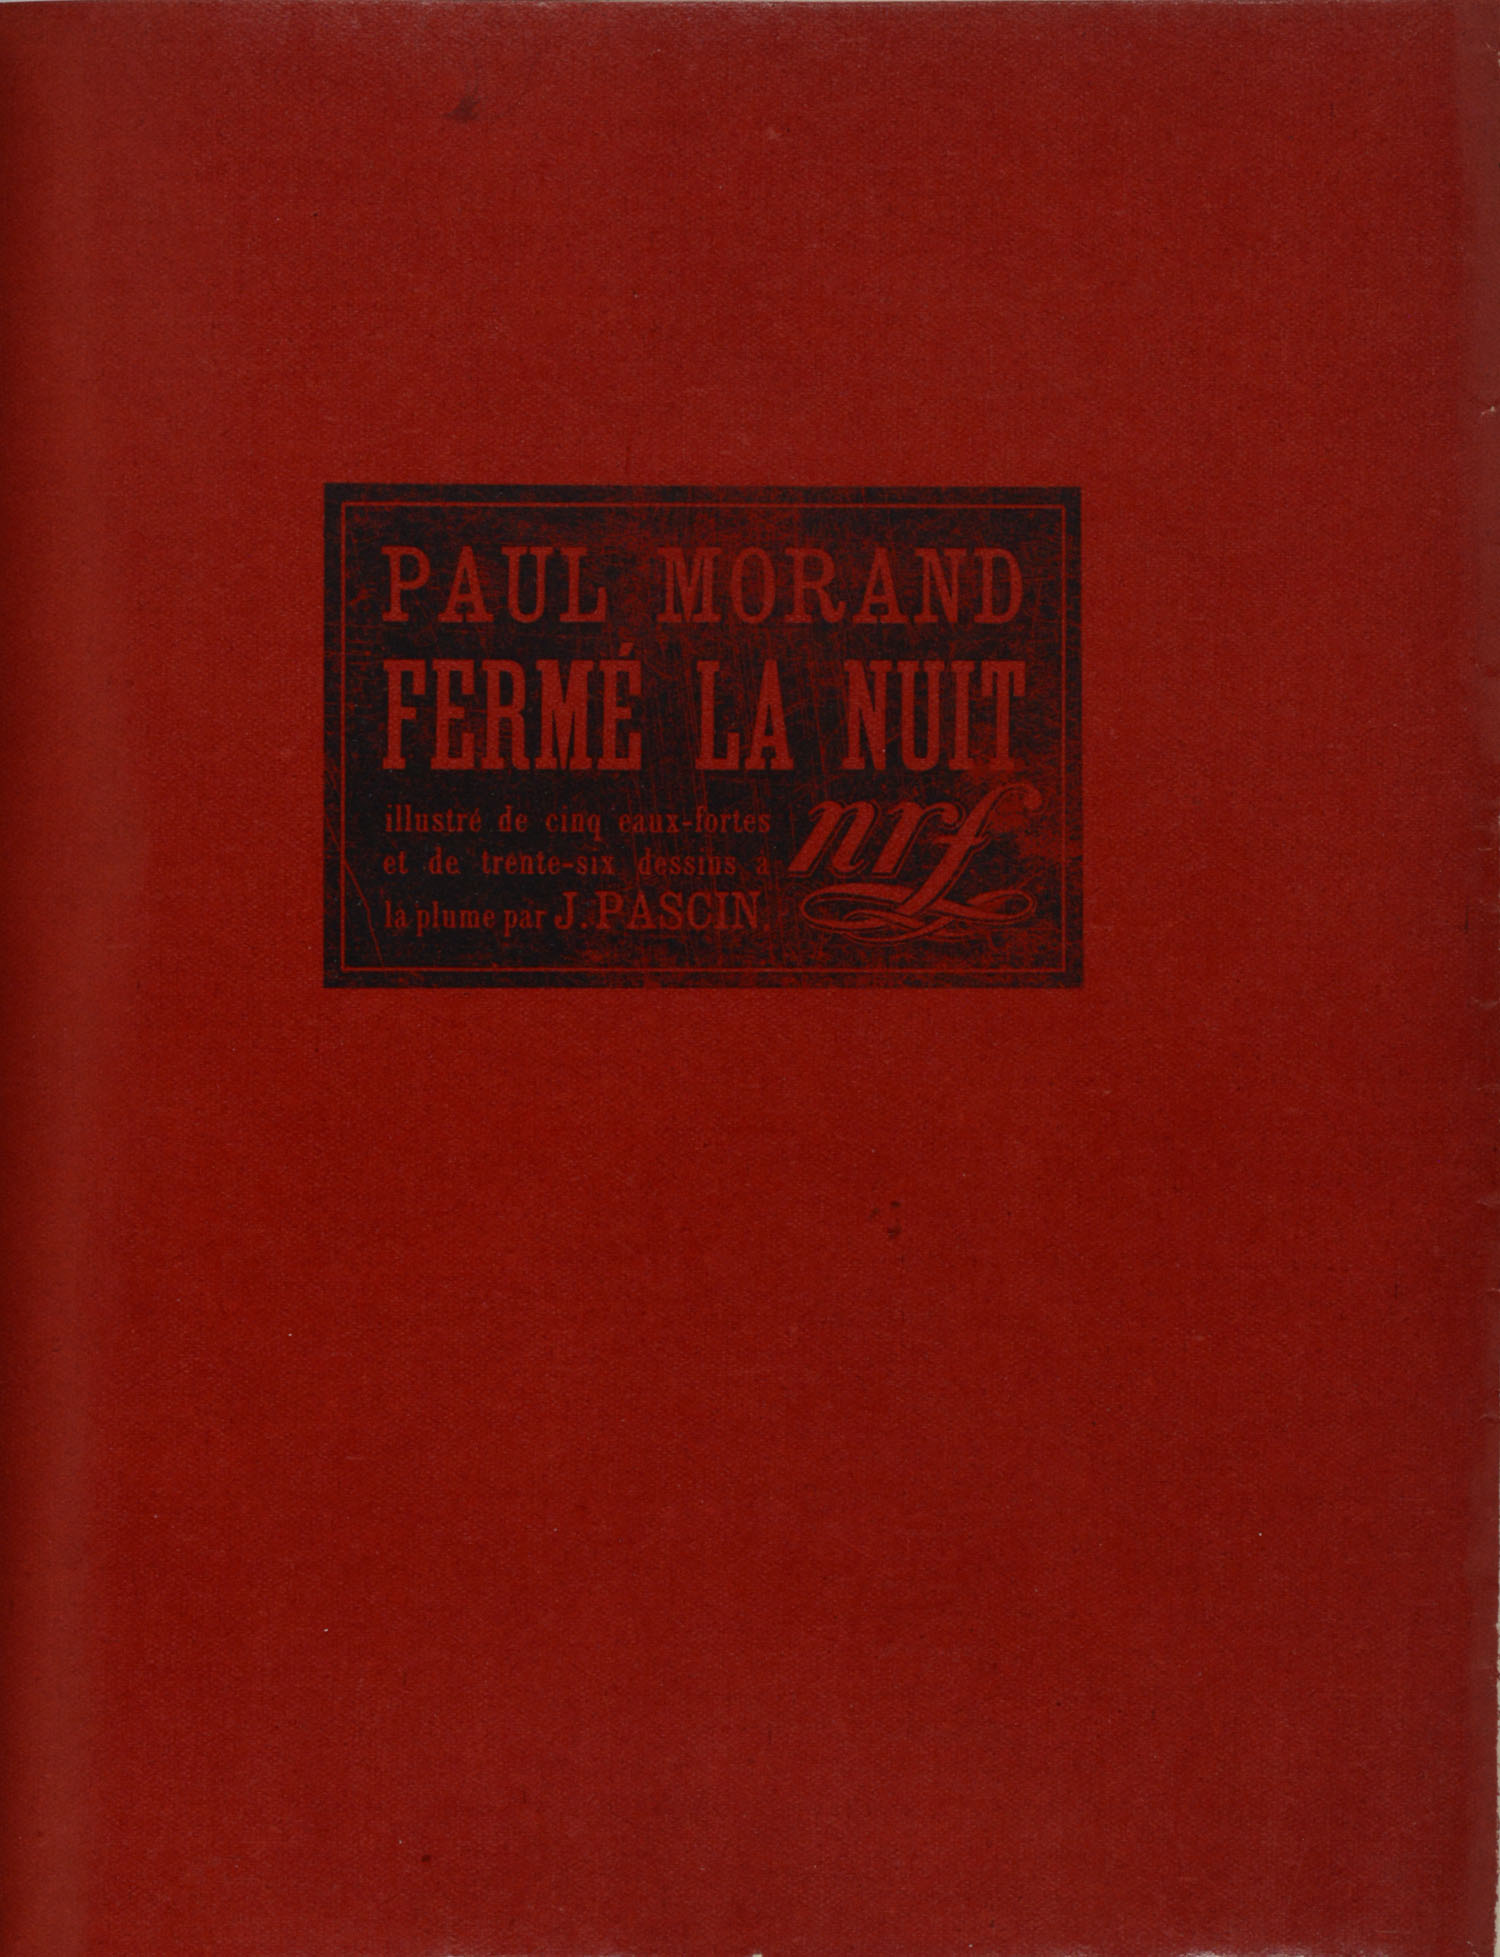 PAUL MORAND
FERMÉ LA NUIT
illustré de cinq eaux-fortes
et de trente-six dessins à
la plume par J. PASCIN.
nrf